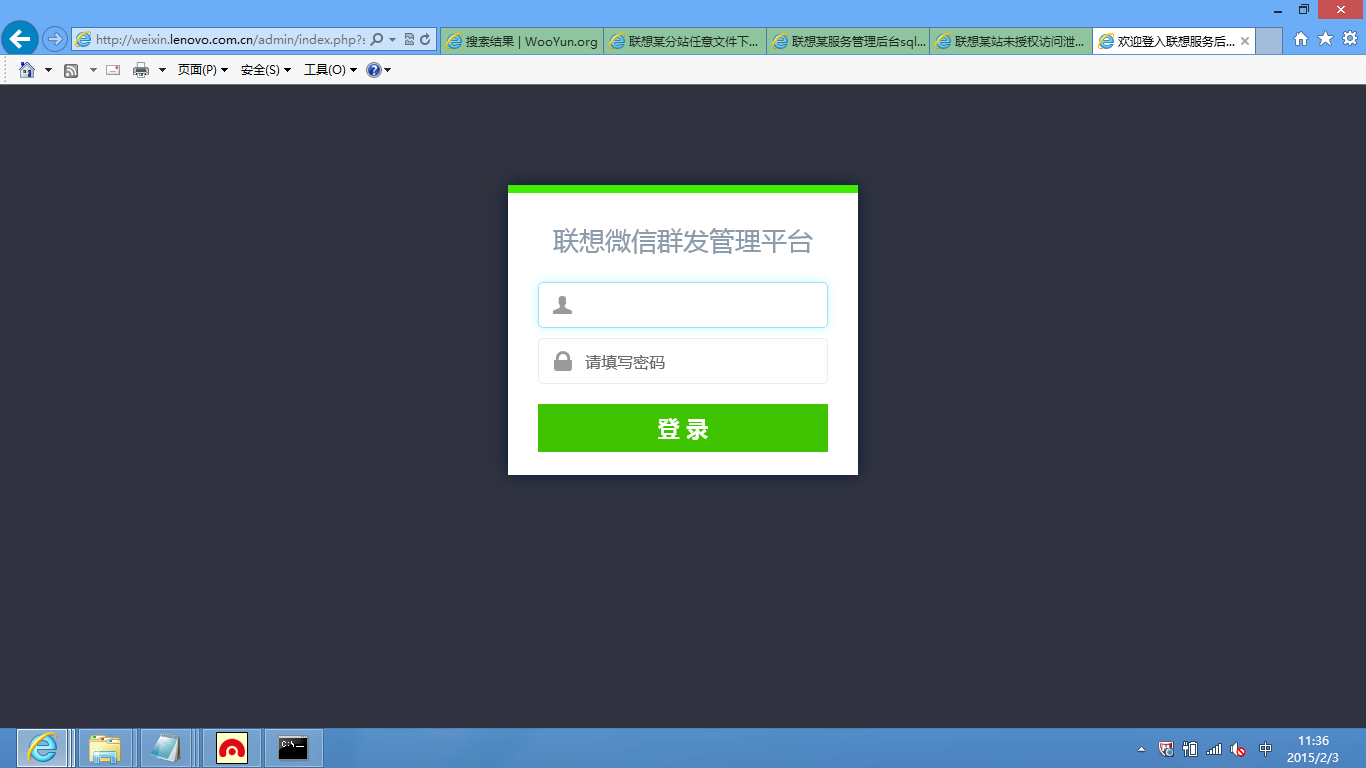 http://weixin.lenovo.com.cn/admin/index.php?s
搜索结果 | WooYun.org
联想某分站任意文件下...
联想某服务管理后台sql...
联想某站未授权访问泄...
欢迎登入联想服务后...
页面(P)
安全(S)
工具(O)
联想微信群发管理平台
请填写密码
登 录
C:\_
中
11:36
2015/2/3